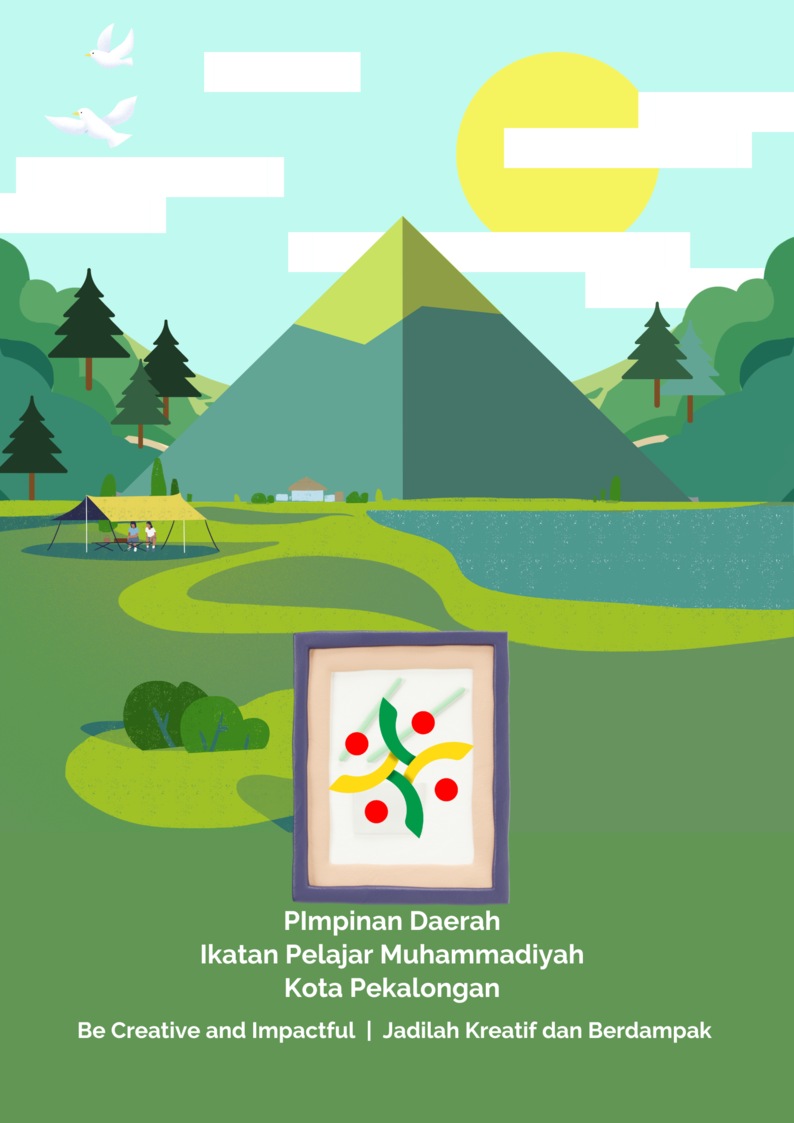 PImpinan Daerah
Ikatan Pelajar Muhammadiyah
Kota Pekalongan
Be Creative and Impactful | Jadilah Kreatif dan Berdampak